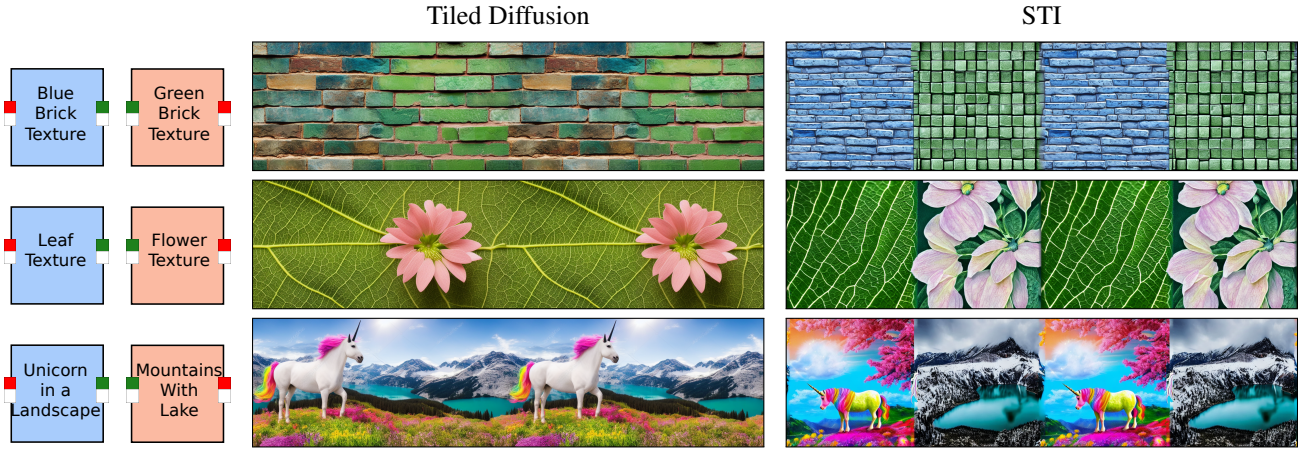 Tiled Diffusion
STI
Blue
Brick
Texture
Green
Brick
Texture
Leaf
Texture
Flower
Texture
Unicorn
in a
Landscape
Mountains
With
Lake